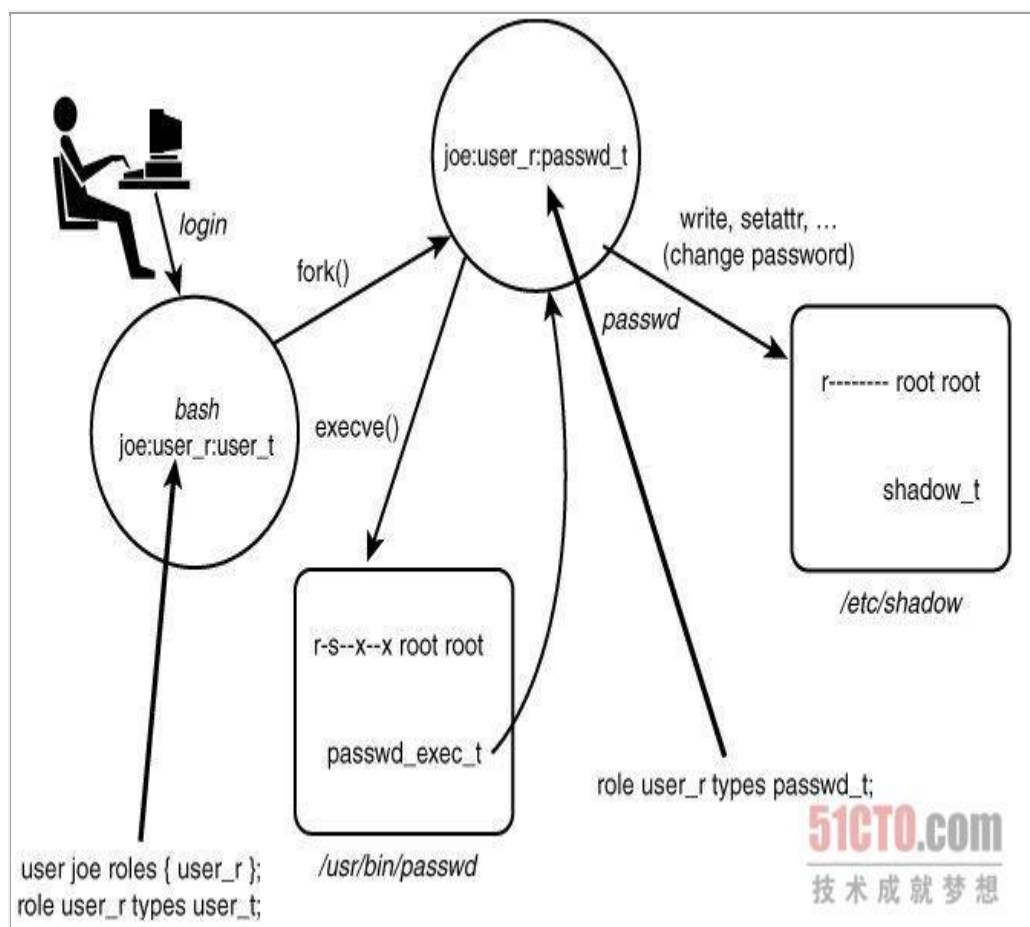 joe:user_r:passwd_t
login
write, setattr, ...
(change password)
fork()
passwd
bash
joe:user_r:user_t
execve()
r-------- root root
shadow_t
/etc/shadow
r-s--x--x root root
passwd_exec_t
/usr/bin/passwd
role user_r types passwd_t;
user joe roles { user_r };
role user_r types user_t;
51CTO.com
技术成就梦想